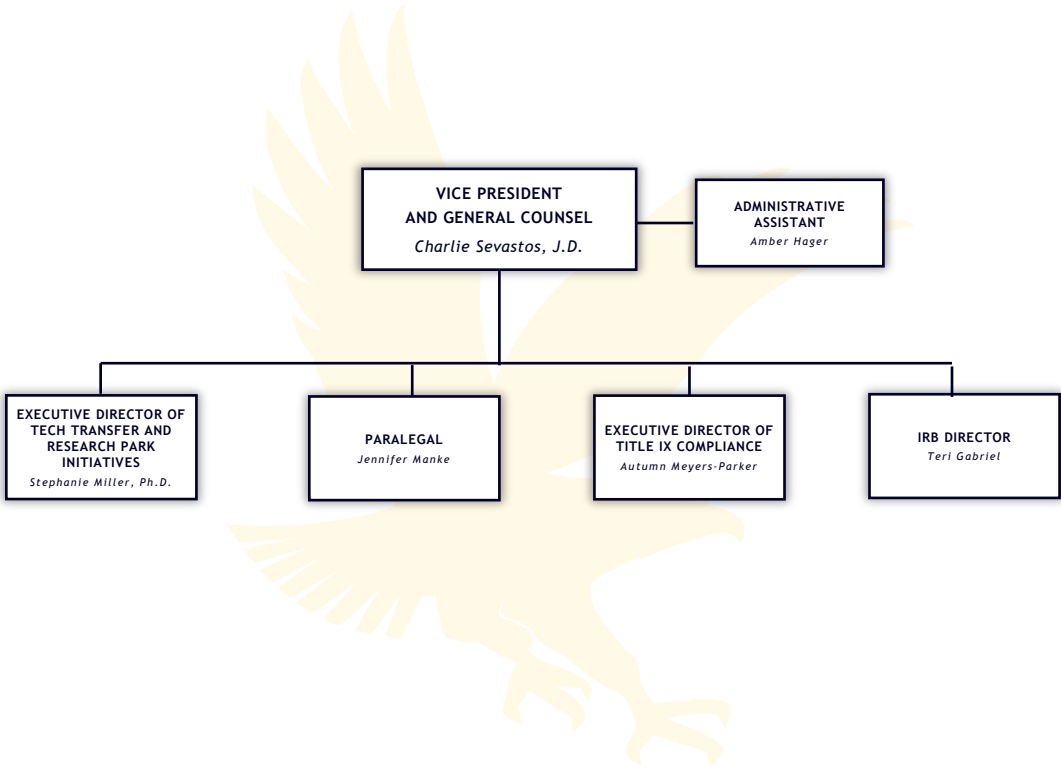 VICE PRESIDENT
AND GENERAL COUNSEL
Charlie Sevastos, J.D.
ADMINISTRATIVE
ASSISTANT
Amber Hager
EXECUTIVE DIRECTOR OF
TECH TRANSFER AND
RESEARCH PARK
INITIATIVES
Stephanie Miller, Ph.D.
PARALEGAL
Jennifer Manke
EXECUTIVE DIRECTOR OF
TITLE IX COMPLIANCE
Autumn Meyers-Parker
IRB DIRECTOR
Teri Gabriel